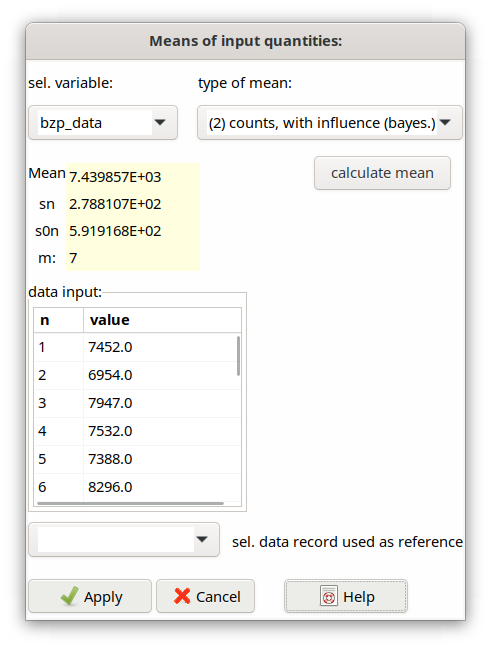 Means of input quantities:
sel. variable: type of mean:
bzp_data (2) counts, with influence (bayes.)
Mean 7.439857E+03 calculate mean
sn 2.788107E+02
s0n 5.919168E+02
m: 7
data input:
n value
1 7452.0
2 6954.0
3 7947.0
4 7532.0
5 7388.0
6 8296.0
sel. data record used as reference
Apply Cancel Help